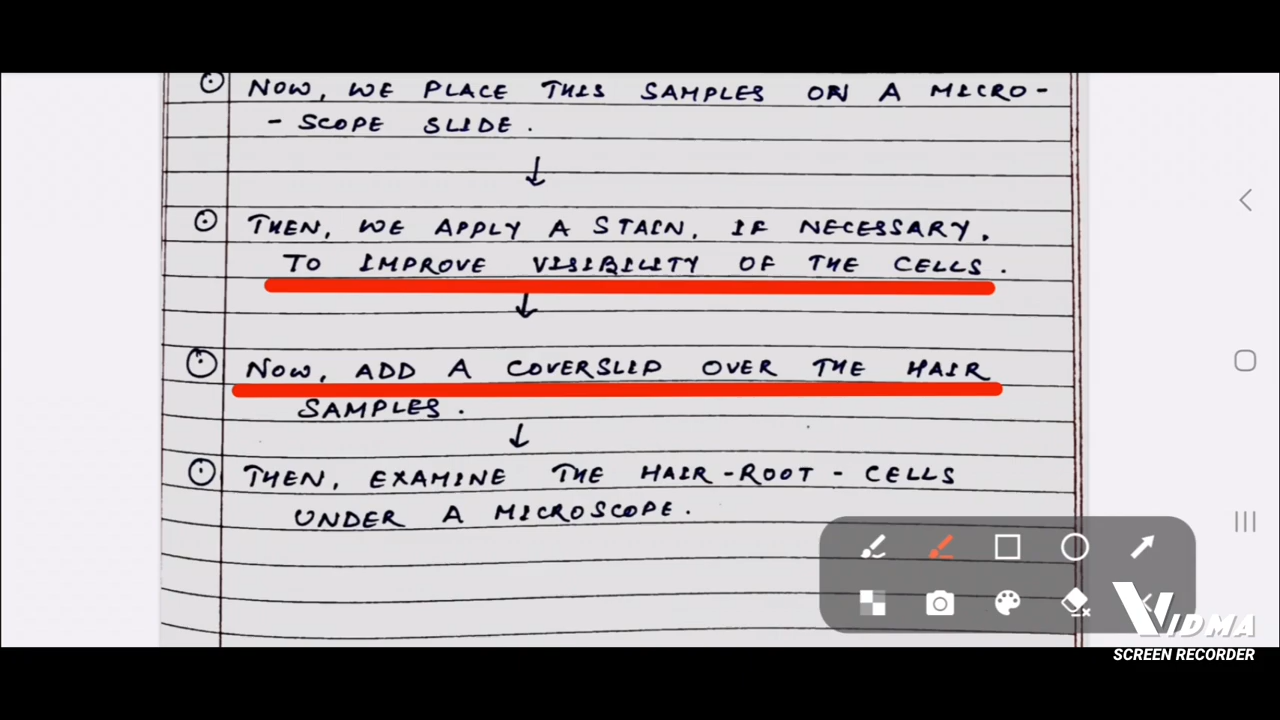 NOW, WE PLACE THIS SAMPLES ON A MICRO-
- SCOPE SLIDE.
THEN, WE APPLY A STAIN, IF NECESSARY,
TO IMPROVE VISIBILITY OF THE CELLS.
NOW, ADD A COVERSLIP OVER THE HAIR
SAMPLES.
THEN, EXAMINE THE HAIR-ROOT-CELLS
UNDER A MICROSCOPE.
VIDMA
SCREEN RECORDER